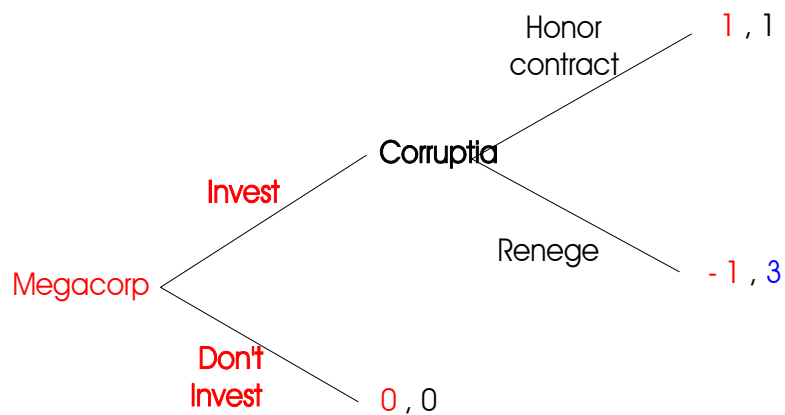 Honor
contract
1 , 1
Corruptia
Invest
Renege
- 1 , 3
Megacorp
Don't
Invest
0 , 0